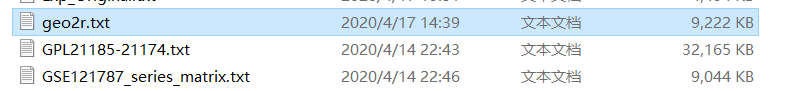 geo2r.txt 2020/4/17 14:39 文本文档 9,222 KB
GPL21185-21174.txt 2020/4/14 22:43 文本文档 32,165 KB
GSE121787_series_matrix.txt 2020/4/14 22:46 文本文档 9,044 KB